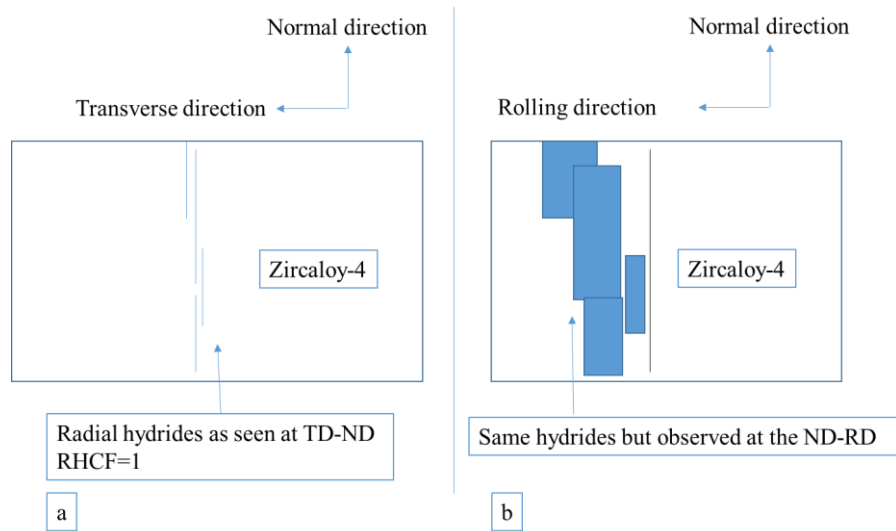 Normal direction
Transverse direction
Zircaloy-4
Radial hydrides as seen at TD-ND
RHCF=1
a
Normal direction
Rolling direction
Zircaloy-4
Same hydrides but observed at the ND-RD
b